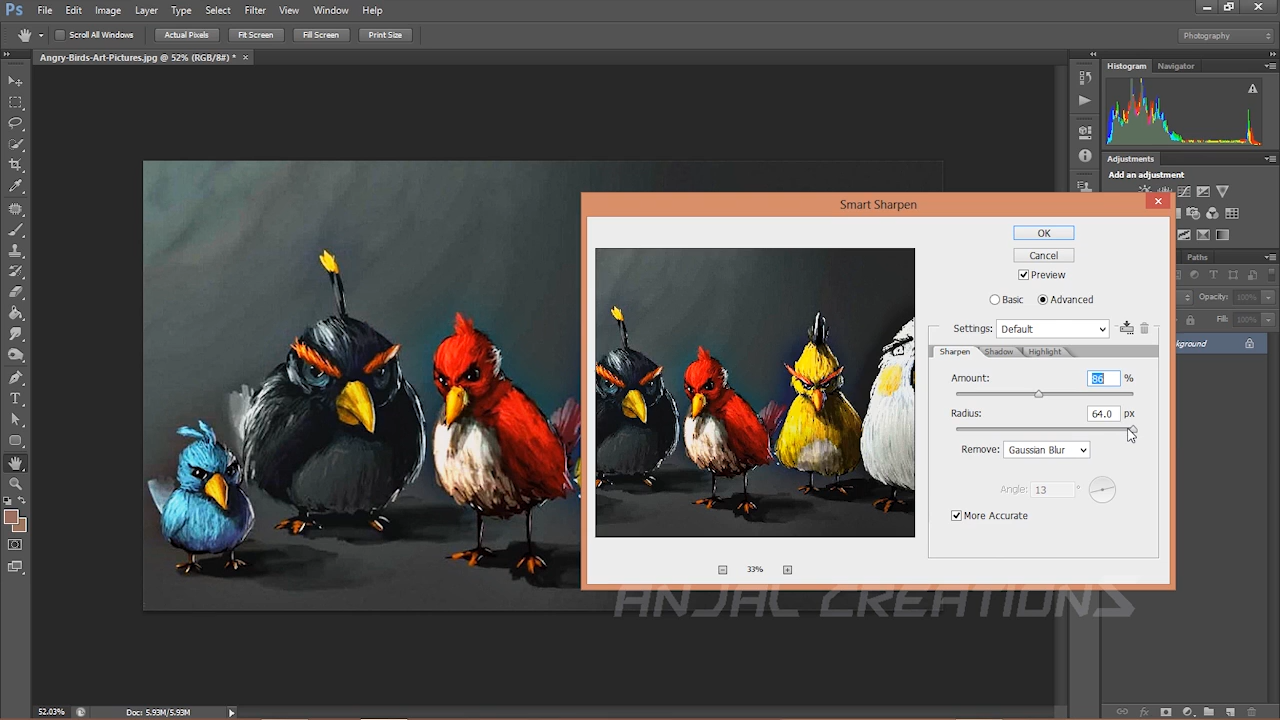 Ps File Edit Image Layer Type Select Filter View Window Help
Scroll All Windows Actual Pixels Fit Screen Fill Screen Print Size Photography
Angry-Birds-Art-Pictures.jpg @ 52% (RGB/8#) * ×
Histogram Navigator
Adjustments
Add an adjustment
Smart Sharpen
OK
Cancel
Preview
Basic Advanced
Settings: Default
Sharpen Shadow Highlight
Amount: 86 %
Radius: 64.0 px
Remove: Gaussian Blur
Angle: 13 °
More Accurate
33%
Paths
Opacity: 100%
Fill: 100%
ANJAL CREATIONS
52.03% Doc: 5.93M/5.93M